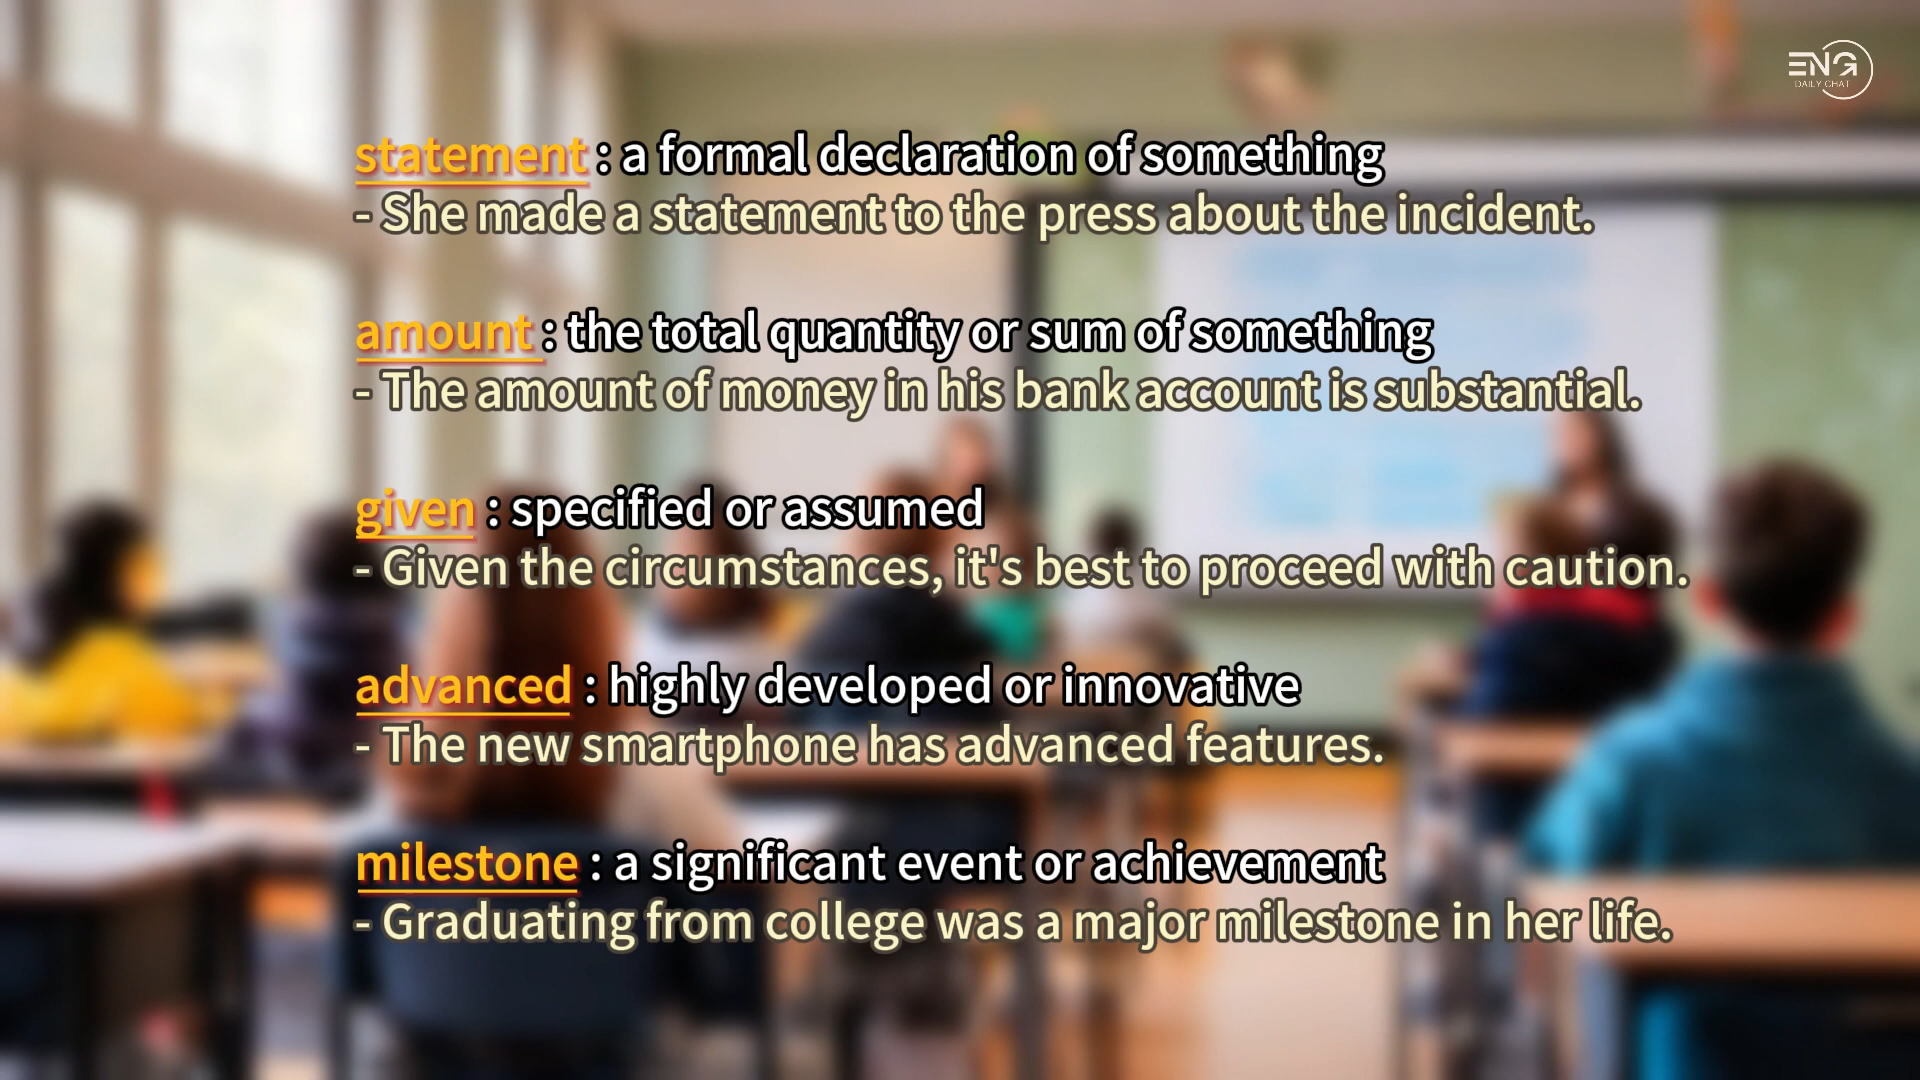 ENG
DAILY CHAT
statement : a formal declaration of something
- She made a statement to the press about the incident.
amount : the total quantity or sum of something
- The amount of money in his bank account is substantial.
given : specified or assumed
- Given the circumstances, it's best to proceed with caution.
advanced : highly developed or innovative
- The new smartphone has advanced features.
milestone : a significant event or achievement
- Graduating from college was a major milestone in her life.